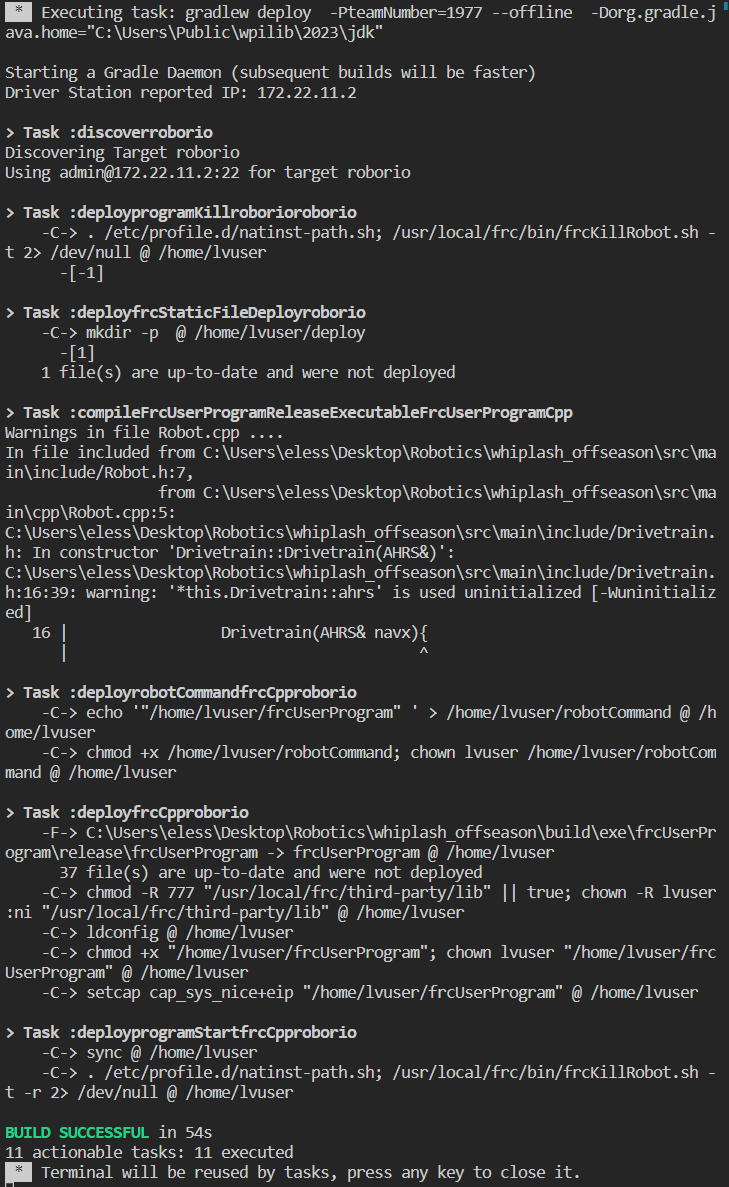 * Executing task: gradlew deploy  -PteamNumber=1977 --offline  -Dorg.gradle.j
ava.home="C:\Users\Public\wpilib\2023\jdk"
Starting a Gradle Daemon (subsequent builds will be faster)
Driver Station reported IP: 172.22.11.2
> Task :discoverroborio
Discovering Target roborio
Using admin@172.22.11.2:22 for target roborio
> Task :deployprogramKillroborioroborio
    -C-> . /etc/profile.d/natinst-path.sh; /usr/local/frc/bin/frcKillRobot.sh -
t 2> /dev/null @ /home/lvuser
      -[-1]
> Task :deployfrcStaticFileDeployroborio
    -C-> mkdir -p  @ /home/lvuser/deploy
      -[1]
    1 file(s) are up-to-date and were not deployed
> Task :compileFrcUserProgramReleaseExecutableFrcUserProgramCpp
Warnings in file Robot.cpp ....
In file included from C:\Users\eless\Desktop\Robotics\whiplash_offseason\src\ma
in\include/Robot.h:7,
                 from C:\Users\eless\Desktop\Robotics\whiplash_offseason\src\ma
in\cpp\Robot.cpp:5:
C:\Users\eless\Desktop\Robotics\whiplash_offseason\src\main\include/Drivetrain.
h: In constructor 'Drivetrain::Drivetrain(AHRS&)':
C:\Users\eless\Desktop\Robotics\whiplash_offseason\src\main\include/Drivetrain.
h:16:39: warning: '*this.Drivetrain::ahrs' is used uninitialized [-Wuninitializ
ed]
   16 |                 Drivetrain(AHRS& navx){
      |                                       ^
> Task :deployrobotCommandfrcCpproborio
    -C-> echo '"/home/lvuser/frcUserProgram" ' > /home/lvuser/robotCommand @ /h
ome/lvuser
    -C-> chmod +x /home/lvuser/robotCommand; chown lvuser /home/lvuser/robotCom
mand @ /home/lvuser
> Task :deployfrcCpproborio
    -F-> C:\Users\eless\Desktop\Robotics\whiplash_offseason\build\exe\frcUserPr
ogram\release\frcUserProgram -> frcUserProgram @ /home/lvuser
      37 file(s) are up-to-date and were not deployed
    -C-> chmod -R 777 "/usr/local/frc/third-party/lib" || true; chown -R lvuser
:ni "/usr/local/frc/third-party/lib" @ /home/lvuser
    -C-> ldconfig @ /home/lvuser
    -C-> chmod +x "/home/lvuser/frcUserProgram"; chown lvuser "/home/lvuser/frc
UserProgram" @ /home/lvuser
    -C-> setcap cap_sys_nice+eip "/home/lvuser/frcUserProgram" @ /home/lvuser
> Task :deployprogramStartfrcCpproborio
    -C-> sync @ /home/lvuser
    -C-> . /etc/profile.d/natinst-path.sh; /usr/local/frc/bin/frcKillRobot.sh -
t -r 2> /dev/null @ /home/lvuser
BUILD SUCCESSFUL in 54s
11 actionable tasks: 11 executed
* Terminal will be reused by tasks, press any key to close it.